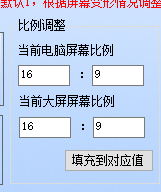 默认1，根据屏幕变形情况调整
比例调整
当前电脑屏幕比例
16 : 9
当前大屏屏幕比例
16 : 9
填充到对应值